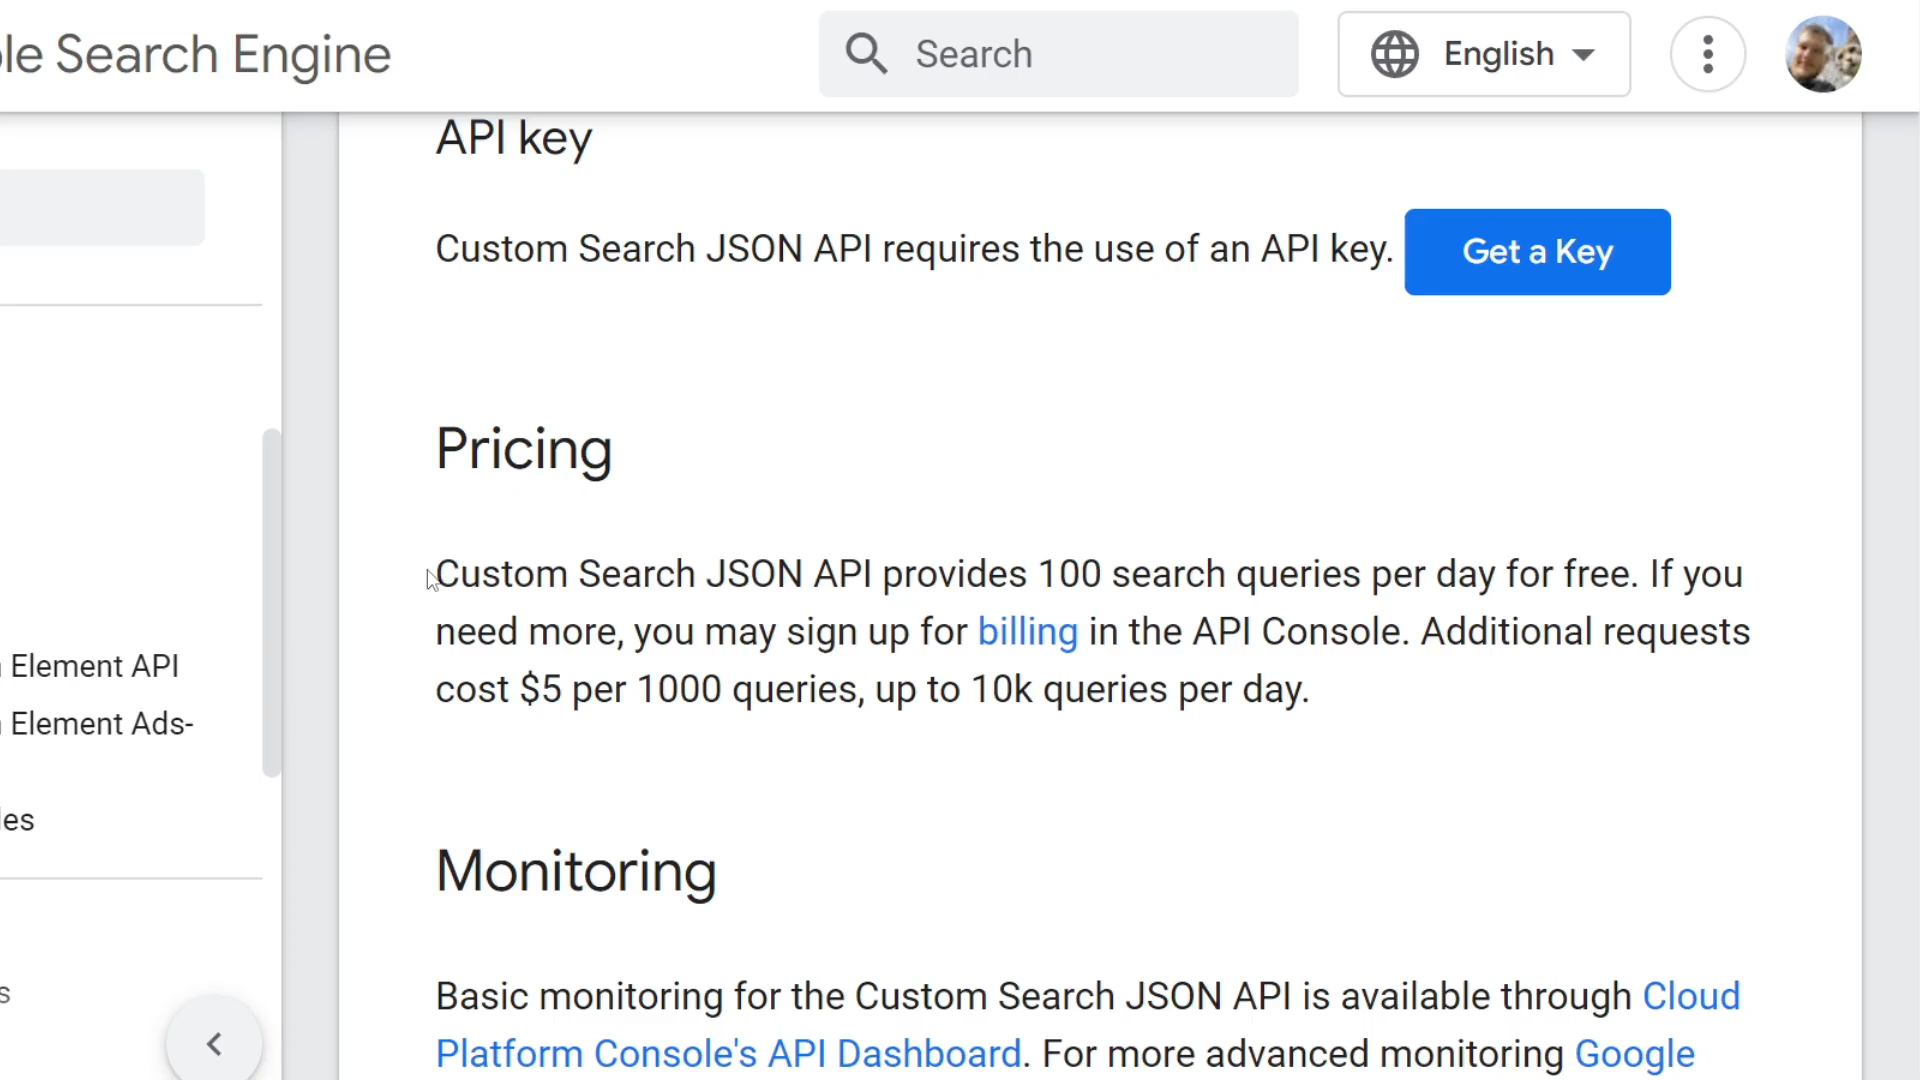 le Search Engine
Search
English
API key
Custom Search JSON API requires the use of an API key.
Get a Key
Pricing
Custom Search JSON API provides 100 search queries per day for free. If you
need more, you may sign up for billing in the API Console. Additional requests
cost $5 per 1000 queries, up to 10k queries per day.
Element API
Element Ads-
les
Monitoring
s
Basic monitoring for the Custom Search JSON API is available through Cloud
Platform Console's API Dashboard. For more advanced monitoring Google